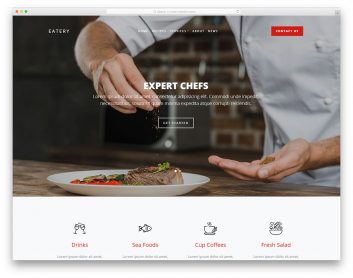 EATERY
HOME RECIPES SERVICES ABOUT NEWS
CONTACT US
EXPERT CHEFS
Lorem ipsum dolor sit amet, consectetur adipiscing elit. Commodi unde impedit,
necessitatibus, soluta sit quam minima expedita atque corrupti reiciendis.
GET STARTED
Drinks
Sea Foods
Cup Coffees
Fresh Salad
Lorem ipsum dolor sit amet,
Lorem ipsum dolor sit amet,
Lorem ipsum dolor sit amet,
Lorem ipsum dolor sit amet,